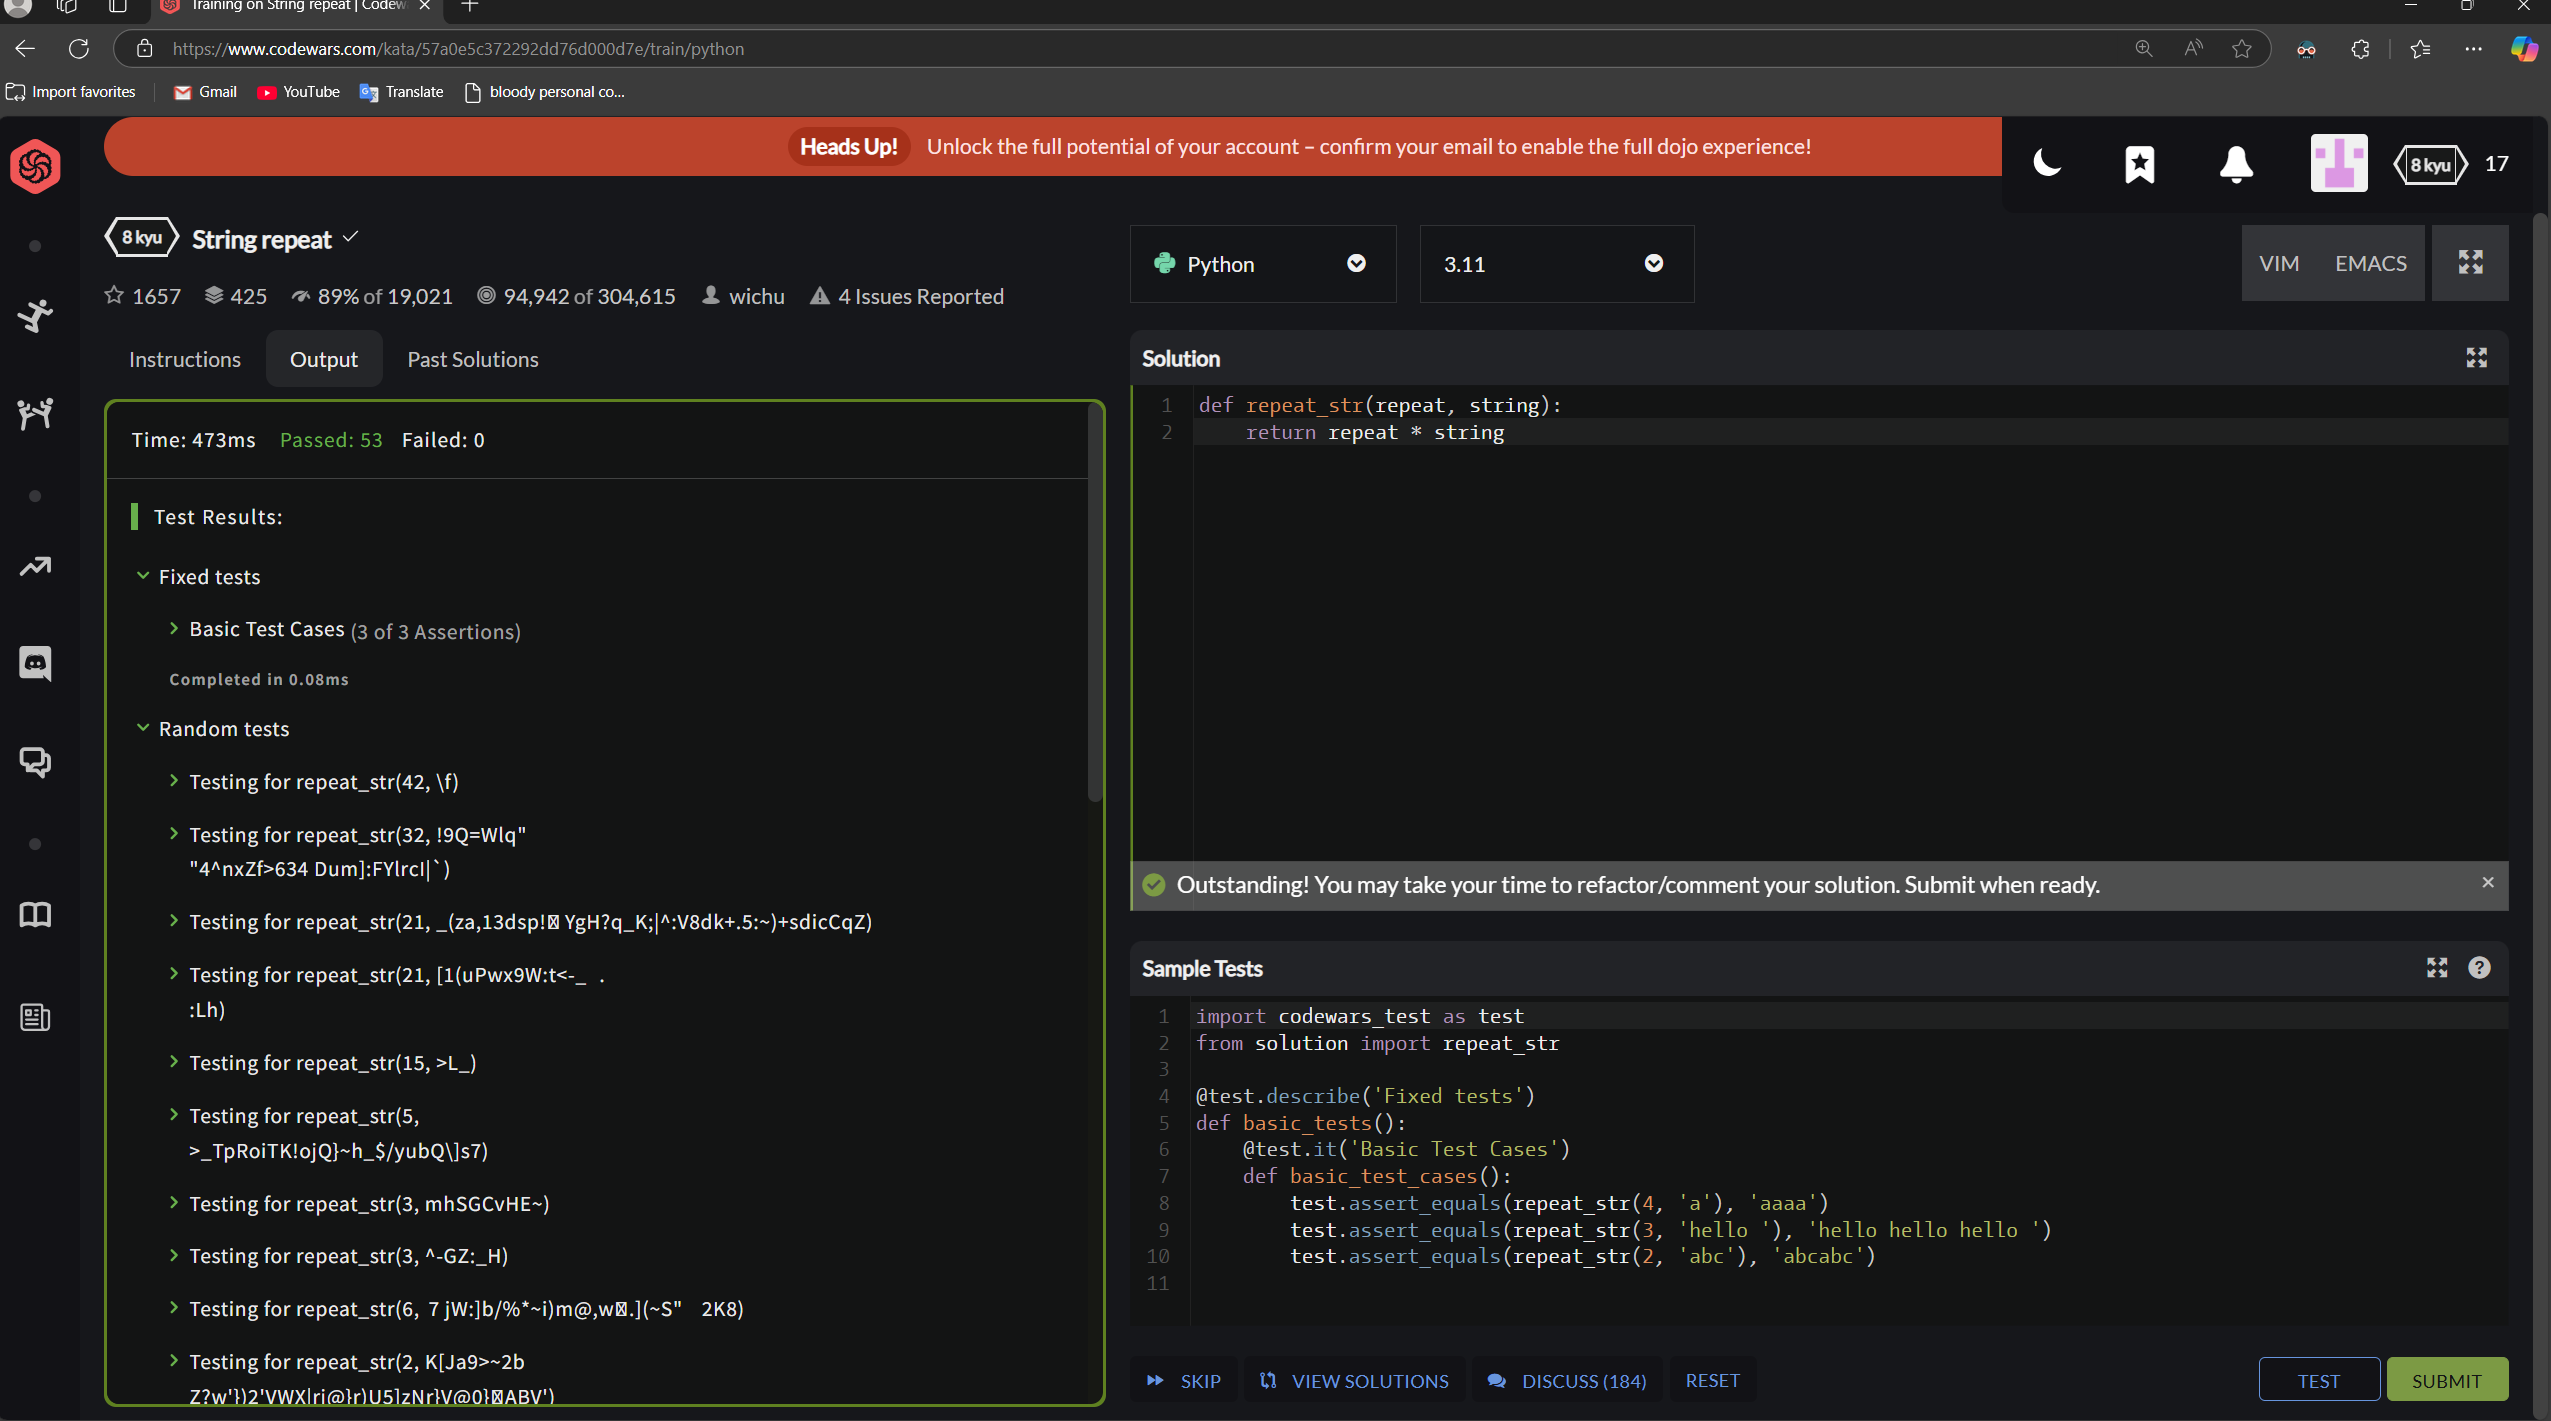 Training on String repeat | Codew
https://www.codewars.com/kata/57a0e5c372292dd76d000d7e/train/python
Import favorites
Gmail
YouTube
Translate
bloody personal co...
Heads Up! Unlock the full potential of your account – confirm your email to enable the full dojo experience!
8 kyu 17
8 kyu String repeat
1657 425 89% of 19,021 94,942 of 304,615 wichu 4 Issues Reported
Instructions Output Past Solutions
Time: 473ms Passed: 53 Failed: 0
Test Results:
Fixed tests
Basic Test Cases (3 of 3 Assertions)
Completed in 0.08ms
Random tests
Testing for repeat_str(42, \f)
Testing for repeat_str(32, !9Q=Wlq"
"4^nxZf>634 Dum]:FYlrcI|`)
Testing for repeat_str(21, _(za,13dsp! YgH?q_K;|^:V8dk+.5:~)+sdicCqZ)
Testing for repeat_str(21, [1(uPwx9W:t<-_ .
:Lh)
Testing for repeat_str(15, >L_)
Testing for repeat_str(5,
>_TpRoiTK!ojQ}~h_$/yubQ\]s7)
Testing for repeat_str(3, mhSGCvHE~)
Testing for repeat_str(3, ^-GZ:_H)
Testing for repeat_str(6, 7 jW:]b/%*~i)m@,w.](~S" 2K8)
Testing for repeat_str(2, K[Ja9>~2b
Z?w'})2'VWX|ri@}r)U5]zNr}V@0}ABV')
Python
3.11
VIM EMACS
Solution
1 def repeat_str(repeat, string):
2 return repeat * string
Outstanding! You may take your time to refactor/comment your solution. Submit when ready.
Sample Tests
1 import codewars_test as test
2 from solution import repeat_str
3
4 @test.describe('Fixed tests')
5 def basic_tests():
6 @test.it('Basic Test Cases')
7 def basic_test_cases():
8 test.assert_equals(repeat_str(4, 'a'), 'aaaa')
9 test.assert_equals(repeat_str(3, 'hello '), 'hello hello hello ')
10 test.assert_equals(repeat_str(2, 'abc'), 'abcabc')
11
SKIP VIEW SOLUTIONS DISCUSS (184) RESET
TEST SUBMIT